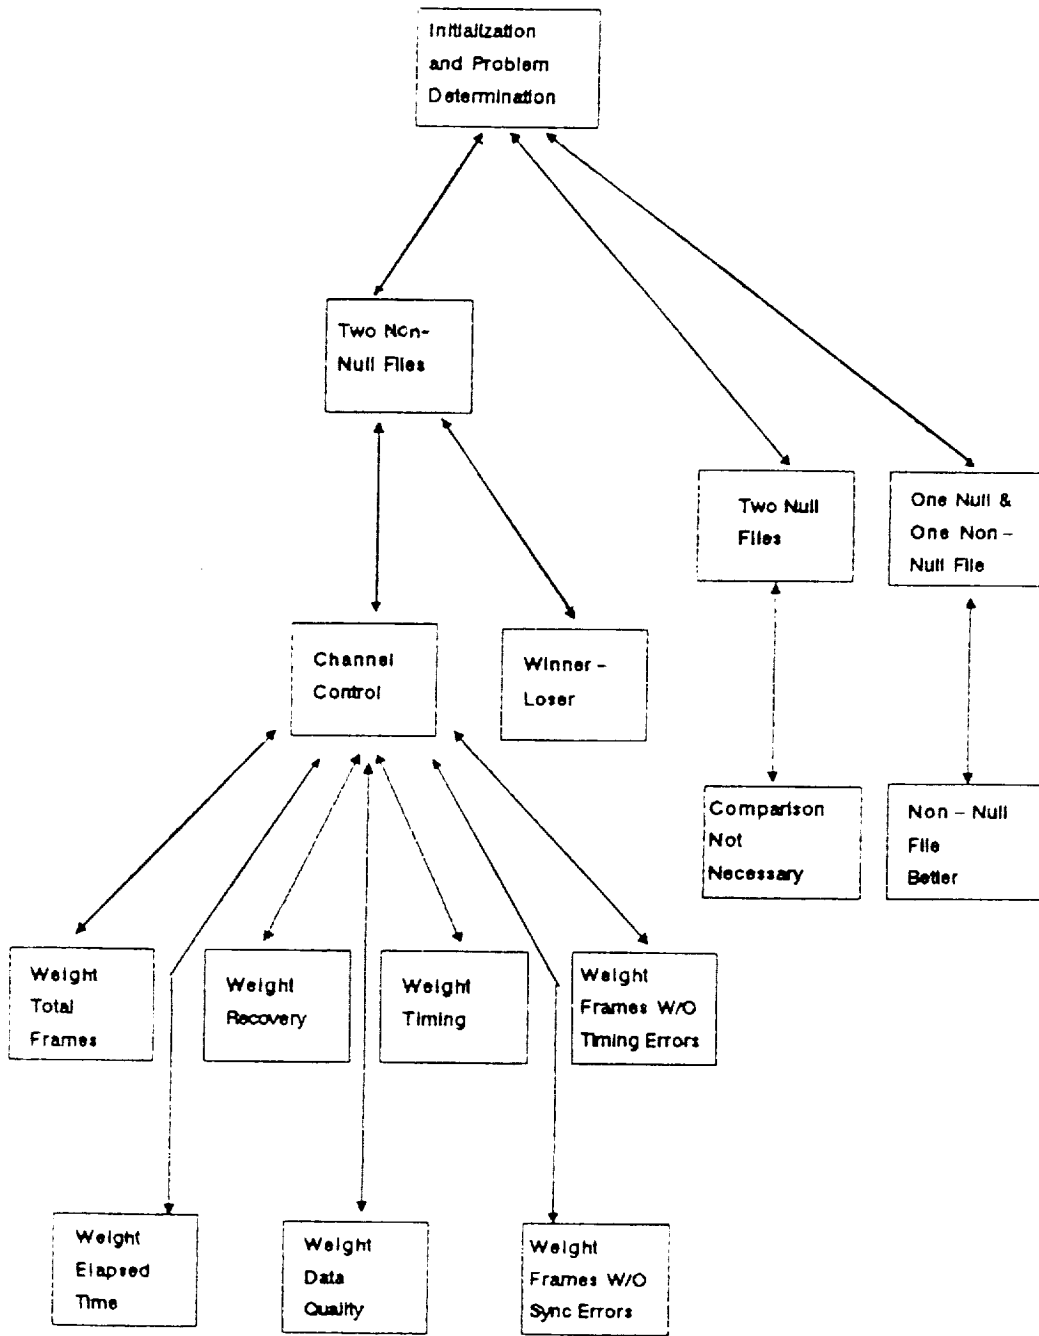 Initialization
and Problem
Determination
Two Non-
Null Files
Two Null
Files
One Null &
One Non -
Null File
Channel
Control
Winner -
Loser
Comparison
Not
Necessary
Non - Null
File
Better
Weight
Total
Frames
Weight
Recovery
Weight
Timing
Weight
Frames W/O
Timing Errors
Weight
Elapsed
Time
Weight
Data
Quality
Weight
Frames W/O
Sync Errors